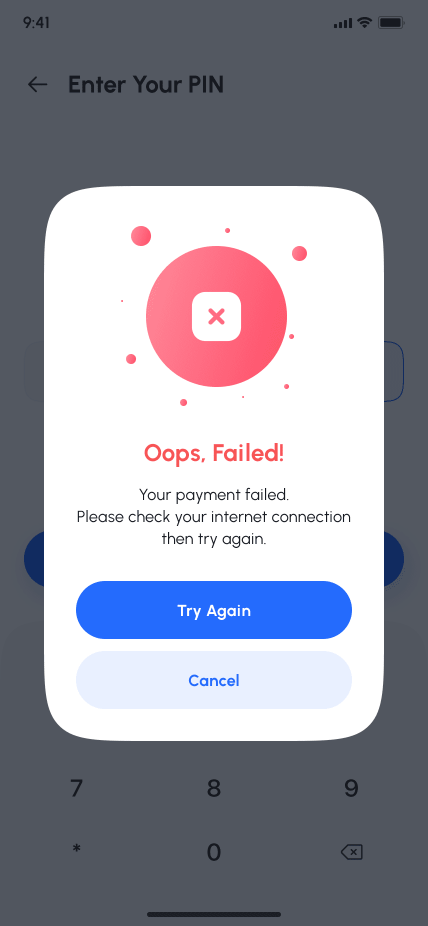 9:41
Enter Your PIN
Oops, Failed!
Your payment failed.
Please check your internet connection
then try again.
Try Again
Cancel
7 8 9
* 0